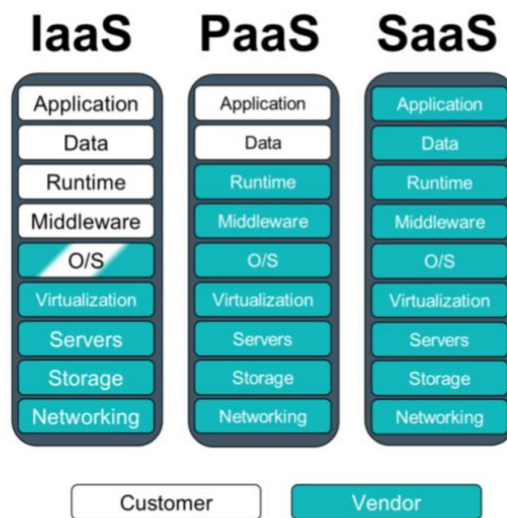 IaaS PaaS SaaS
Application Application Application
Data Data Data
Runtime Runtime Runtime
Middleware Middleware Middleware
O/S O/S O/S
Virtualization Virtualization Virtualization
Servers Servers Servers
Storage Storage Storage
Networking Networking Networking
Customer Vendor